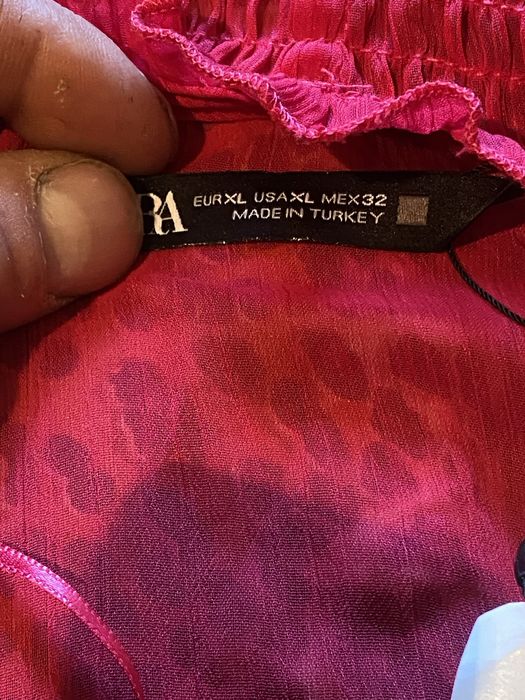 RA
EUR XL USA XL MEX 32
MADE IN TURKEY